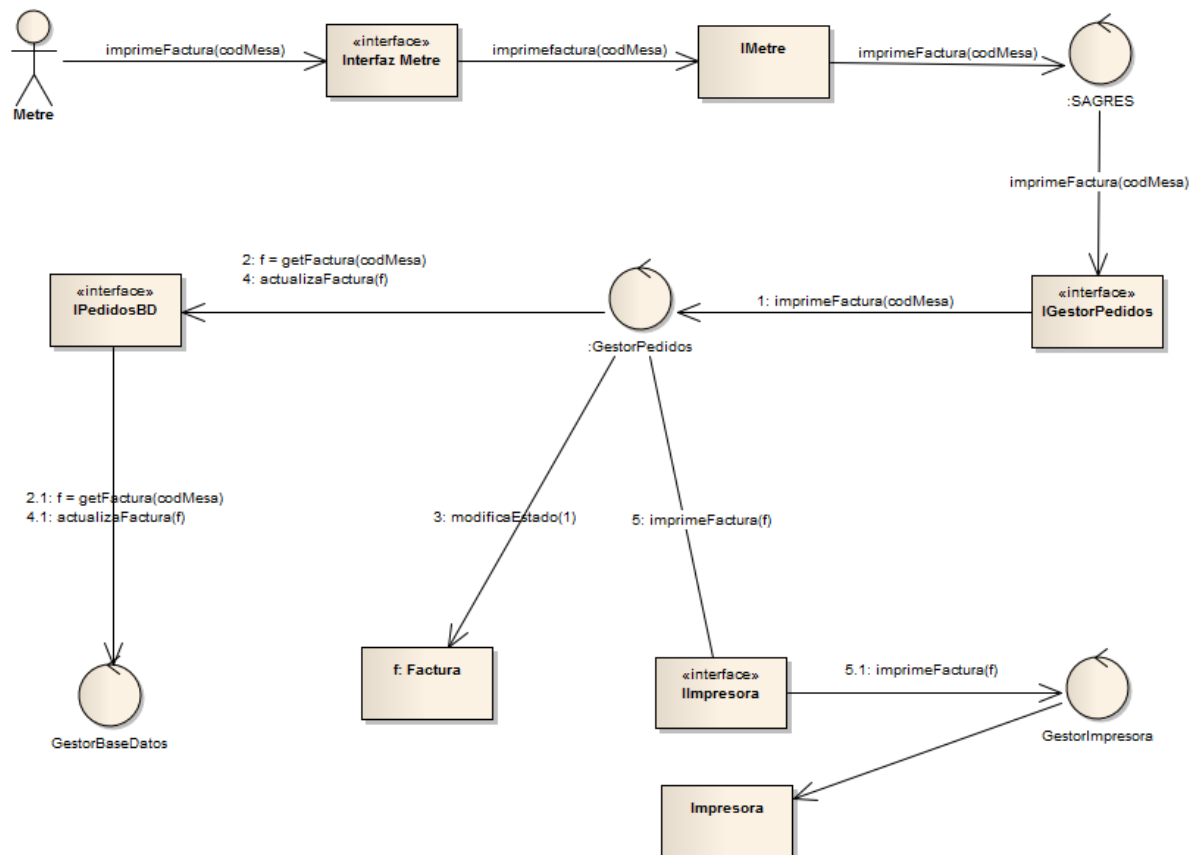 imprimeFactura(codMesa)
«interface»
Interfaz Metre
imprimefactura(codMesa)
IMetre
imprimeFactura(codMesa)
:SAGRES
Metre
imprimeFactura(codMesa)
2: f = getFactura(codMesa)
4: actualizaFactura(f)
«interface»
IPedidosBD
1: imprimeFactura(codMesa)
«interface»
IGestorPedidos
:GestorPedidos
2.1: f = getFactura(codMesa)
4.1: actualizaFactura(f)
3: modificaEstado(1)
5: imprimeFactura(f)
f: Factura
«interface»
IImpresora
5.1: imprimeFactura(f)
GestorBaseDatos
GestorImpresora
Impresora